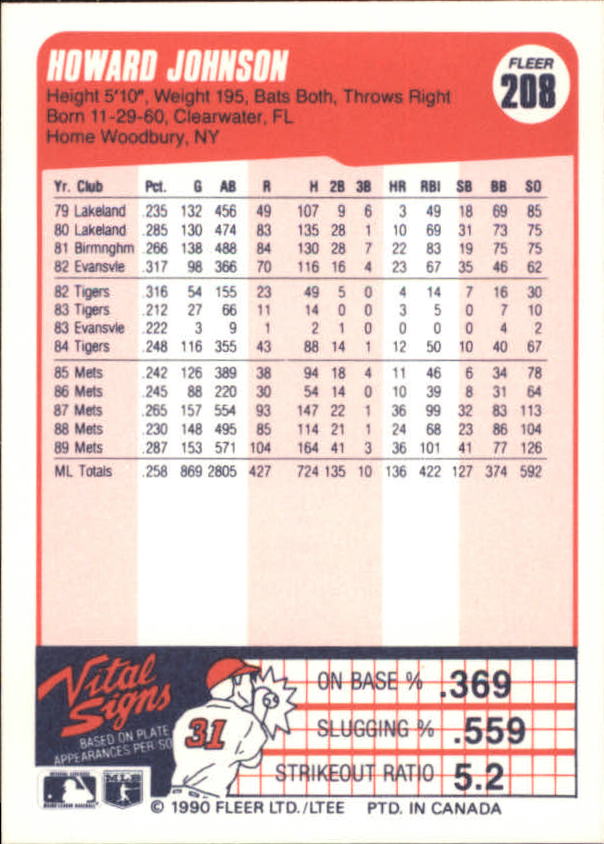 HOWARD JOHNSON
FLEER
208
Height 5'10", Weight 195, Bats Both, Throws Right
Born 11-29-60, Clearwater, FL
Home Woodbury, NY
Yr. Club Pct. G AB R H 2B 3B HR RBI SB BB SO
79 Lakeland .235 132 456 49 107 9 6 3 49 18 69 85
80 Lakeland .285 130 474 83 135 28 1 10 69 31 73 75
81 Birmnghm .266 138 488 84 130 28 7 22 83 19 75 75
82 Evansvle .317 98 366 70 116 16 4 23 67 35 46 62
82 Tigers .316 54 155 23 49 5 0 4 14 7 16 30
83 Tigers .212 27 66 11 14 0 0 3 5 0 7 10
83 Evansvle .222 3 9 1 2 1 0 0 0 0 4 2
84 Tigers .248 116 355 43 88 14 1 12 50 10 40 67
85 Mets .242 126 389 38 94 18 4 11 46 6 34 78
86 Mets .245 88 220 30 54 14 0 10 39 8 31 64
87 Mets .265 157 554 93 147 22 1 36 99 32 83 113
88 Mets .230 148 495 85 114 21 1 24 68 23 86 104
89 Mets .287 153 571 104 164 41 3 36 101 41 77 126
ML Totals .258 869 2805 427 724 135 10 136 422 127 374 592
Vital Signs
BASED ON PLATE
APPEARANCES PER SO
31
ON BASE % .369
SLUGGING % .559
STRIKEOUT RATIO 5.2
MLB
© 1990 FLEER LTD./LTEE PTD. IN CANADA